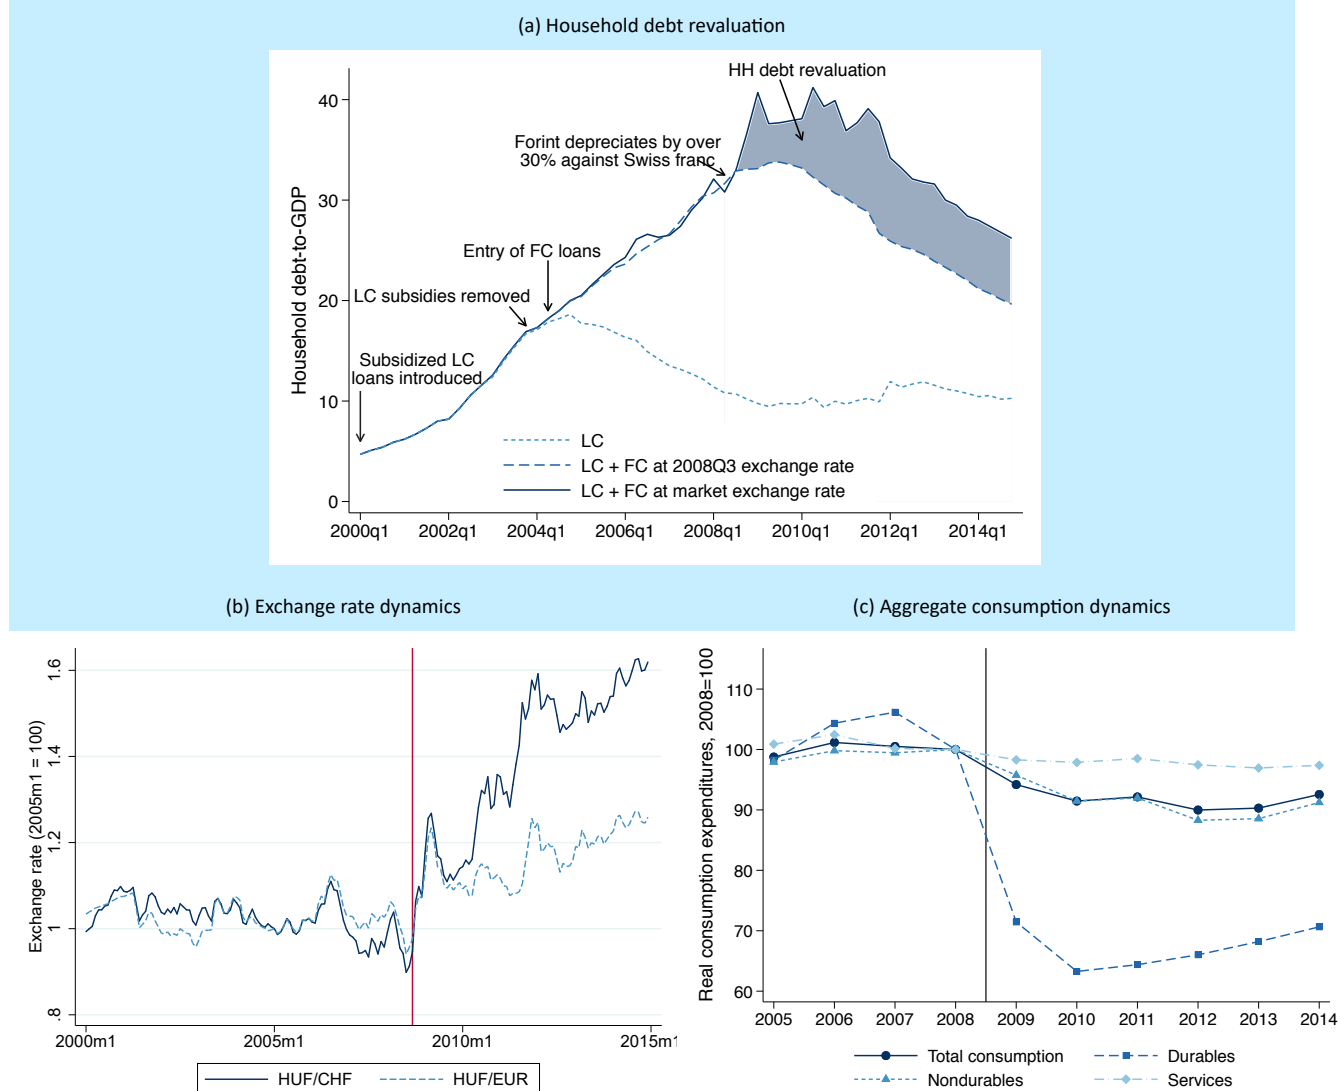 (a) Household debt revaluation
HH debt revaluation
40
Forint depreciates by over
30% against Swiss franc
30
Household debt-to-GDP
Entry of FC loans
LC subsidies removed
20
Subsidized LC
loans introduced
10
LC
LC + FC at 2008Q3 exchange rate
LC + FC at market exchange rate
0
2000q1 2002q1 2004q1 2006q1 2008q1 2010q1 2012q1 2014q1
(b) Exchange rate dynamics
Exchange rate (2005m1 = 100)
1.6
1.4
1.2
1
.8
2000m1 2005m1 2010m1 2015m1
HUF/CHF HUF/EUR
(c) Aggregate consumption dynamics
Real consumption expenditures, 2008=100
110
100
90
80
70
60
2005 2006 2007 2008 2009 2010 2011 2012 2013 2014
Total consumption Durables
Nondurables Services